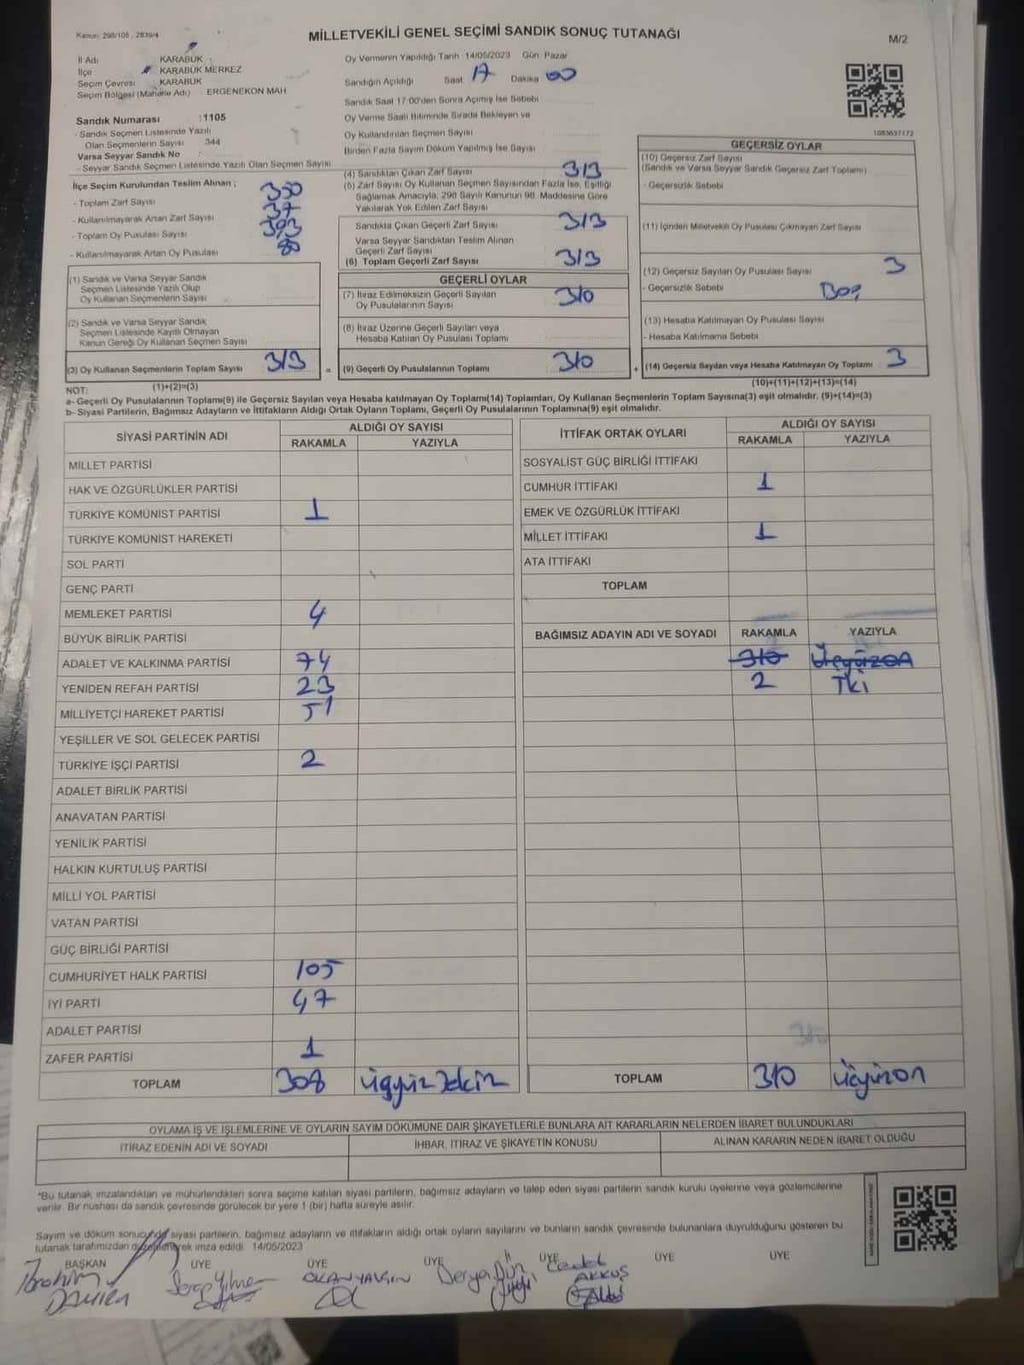 Kanun: 298/105, 2839/4
MİLLETVEKİLİ GENEL SEÇİMİ SANDIK SONUÇ TUTANAĞI
M/2
İl Adı KARABÜK
İlçe KARABÜK MERKEZ
Seçim Çevresi KARABÜK
Seçim Bölgesi (Mahalle Adı) ERGENEKON MAH
Sandık Numarası :1105
- Sandık Seçmen Listesinde Yazılı
Olan Seçmenlerin Sayısı 344
Varsa Seyyar Sandık No
- Seyyar Sandık Seçmen Listesinde Yazılı Olan Seçmen Sayısı
Oy Vermenin Yapıldığı Tarih 14/05/2023 Gün Pazar
Sandığın Açıldığı Saat 17 Dakika 00
Sandık Saat 17:00'den Sonra Açılmış İse Sebebi
Oy Verme Saati Bitiminde Sırada Bekleyen ve
Oy Kullandırılan Seçmen Sayısı
Birden Fazla Sayım Döküm Yapılmış İse Sayısı
İlçe Seçim Kurulundan Teslim Alınan ;
- Toplam Zarf Sayısı 350
- Kullanılmayarak Artan Zarf Sayısı 37
- Toplam Oy Pusulası Sayısı 393
- Kullanılmayarak Artan Oy Pusulası 80
(1) Sandık ve Varsa Seyyar Sandık
Seçmen Listesinde Yazılı Olup
Oy Kullanan Seçmenlerin Sayısı
(2) Sandık ve Varsa Seyyar Sandık
Seçmen Listesinde Kayıtlı Olmayan
Kanun Gereği Oy Kullanan Seçmen Sayısı
(3) Oy Kullanan Seçmenlerin Toplam Sayısı 313
(4) Sandıktan Çıkan Zarf Sayısı 313
(5) Zarf Sayısı Oy Kullanan Seçmen Sayısından Fazla İse, Eşitliği
Sağlamak Amacıyla, 298 Sayılı Kanunun 98. Maddesine Göre
Yakılarak Yok Edilen Zarf Sayısı
Sandıkta Çıkan Geçerli Zarf Sayısı 313
Varsa Seyyar Sandıktan Teslim Alınan
Geçerli Zarf Sayısı
(6) Toplam Geçerli Zarf Sayısı 313
GEÇERLİ OYLAR
(7) İtiraz Edilmeksizin Geçerli Sayılan
Oy Pusulalarının Sayısı 310
(8) İtiraz Üzerine Geçerli Sayılan veya
Hesaba Katılan Oy Pusulası Toplamı
= (9) Geçerli Oy Pusulalarının Toplamı 310
GEÇERSİZ OYLAR
(10) Geçersiz Zarf Sayısı
(Sandık ve Varsa Seyyar Sandık Geçersiz Zarf Toplamı)
- Geçersizlik Sebebi
(11) İçinden Milletvekili Oy Pusulası Çıkmayan Zarf Sayısı
(12) Geçersiz Sayılan Oy Pusulası Sayısı 3
- Geçersizlik Sebebi Boş
(13) Hesaba Katılmayan Oy Pusulası Sayısı
- Hesaba Katılmama Sebebi
+ (14) Geçersiz Sayılan veya Hesaba Katılmayan Oy Toplamı 3
NOT: (1)+(2)=(3) (10)+(11)+(12)+(13)=(14)
a- Geçerli Oy Pusulalarının Toplamı(9) ile Geçersiz Sayılan veya Hesaba katılmayan Oy Toplamı(14) Toplamları, Oy Kullanan Seçmenlerin Toplam Sayısına(3) eşit olmalıdır. (9)+(14)=(3)
b- Siyasi Partilerin, Bağımsız Adayların ve İttifakların Aldığı Ortak Oyların Toplamı, Geçerli Oy Pusulalarının Toplamına(9) eşit olmalıdır.
SİYASİ PARTİNİN ADI ALDIĞI OY SAYISI
RAKAMLA YAZIYLA
MİLLET PARTİSİ
HAK VE ÖZGÜRLÜKLER PARTİSİ
TÜRKİYE KOMÜNİST PARTİSİ 1
TÜRKİYE KOMÜNİST HAREKETİ
SOL PARTİ
GENÇ PARTİ
MEMLEKET PARTİSİ 4
BÜYÜK BİRLİK PARTİSİ
ADALET VE KALKINMA PARTİSİ 74
YENİDEN REFAH PARTİSİ 23
MİLLİYETÇİ HAREKET PARTİSİ 51
YEŞİLLER VE SOL GELECEK PARTİSİ
TÜRKİYE İŞÇİ PARTİSİ 2
ADALET BİRLİK PARTİSİ
ANAVATAN PARTİSİ
YENİLİK PARTİSİ
HALKIN KURTULUŞ PARTİSİ
MİLLİ YOL PARTİSİ
VATAN PARTİSİ
GÜÇ BİRLİĞİ PARTİSİ
CUMHURİYET HALK PARTİSİ 105
İYİ PARTİ 47
ADALET PARTİSİ
ZAFER PARTİSİ 1
TOPLAM 308 üçyüz sekiz
İTTİFAK ORTAK OYLARI ALDIĞI OY SAYISI
RAKAMLA YAZIYLA
SOSYALİST GÜÇ BİRLİĞİ İTTİFAKI
CUMHUR İTTİFAKI 1
EMEK VE ÖZGÜRLÜK İTTİFAKI
MİLLET İTTİFAKI 1
ATA İTTİFAKI
TOPLAM
BAĞIMSIZ ADAYIN ADI VE SOYADI RAKAMLA YAZIYLA
310 üçyüzon
2 İki
310
TOPLAM 310 üçyüzon
OYLAMA İŞ VE İŞLEMLERİNE VE OYLARIN SAYIM DÖKÜMÜNE DAİR ŞİKAYETLERLE BUNLARA AİT KARARLARIN NELERDEN İBARET BULUNDUKLARI
İTİRAZ EDENİN ADI VE SOYADI İHBAR, İTİRAZ VE ŞİKAYETİN KONUSU ALINAN KARARIN NEDEN İBARET OLDUĞU
*Bu tutanak imzalandıktan ve mühürlendikten sonra seçime katılan siyasi partilerin, bağımsız adayların ve talep eden siyasi partilerin sandık kurulu üyelerine veya gözlemcilerine
verilir. Bir nüshası da sandık çevresinde görülecek bir yere 1 (bir) hafta süreyle asılır.
Sayım ve döküm sonucunda siyasi partilerin, bağımsız adayların ve ittifakların aldığı ortak oyların sayılarını ve bunların sandık çevresinde bulunanlara duyrulduğunu gösteren bu
tutanak tarafımızdan düzenlenerek imza edildi. 14/05/2023
BAŞKAN ÜYE ÜYE ÜYE ÜYE ÜYE ÜYE
İbrahim
OKAN YALGIN
Derya
AKKUŞ